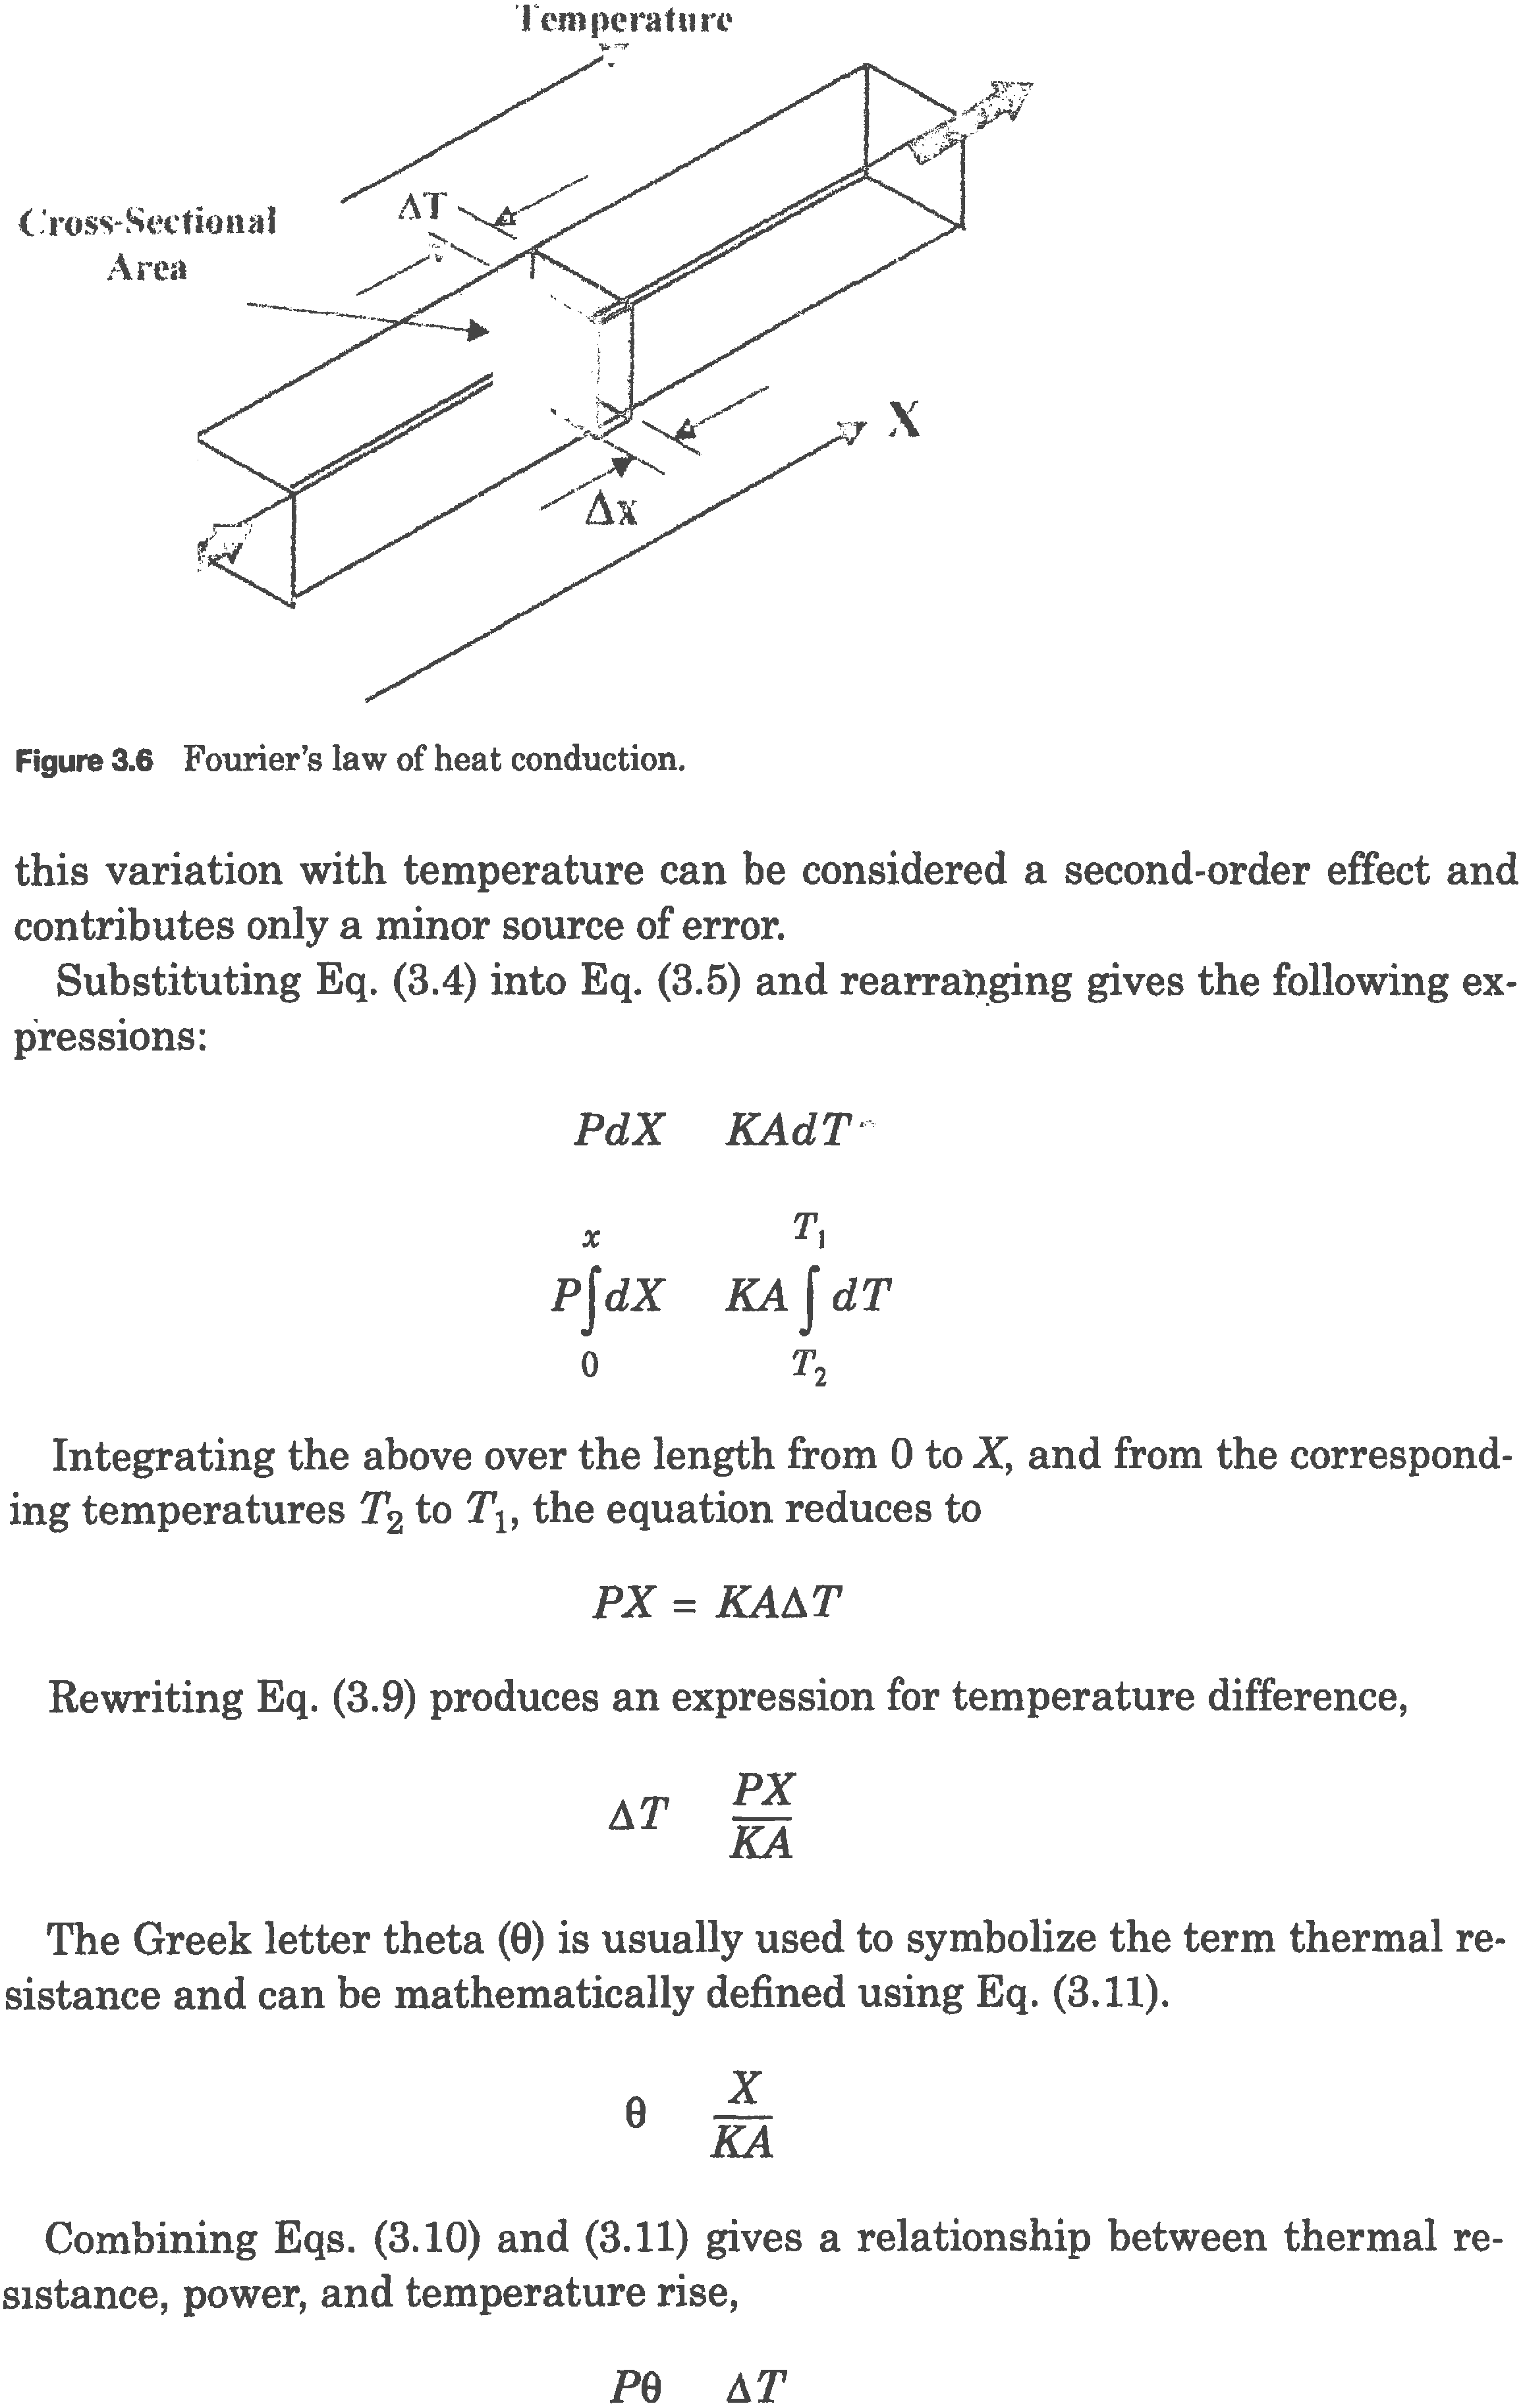 Temperature
ΔT
Cross-Sectional
Area
X
Δx
Figure 3.6 Fourier's law of heat conduction.
this variation with temperature can be considered a second-order effect and
contributes only a minor source of error.
Substituting Eq. (3.4) into Eq. (3.5) and rearranging gives the following ex-
pressions:
PdX KAdT
x T₁
P∫dX KA ∫ dT
0 T₂
Integrating the above over the length from 0 to X, and from the correspond-
ing temperatures T₂ to T₁, the equation reduces to
PX = KAΔT
Rewriting Eq. (3.9) produces an expression for temperature difference,
PX
ΔT
KA
The Greek letter theta (θ) is usually used to symbolize the term thermal re-
sistance and can be mathematically defined using Eq. (3.11).
X
θ
KA
Combining Eqs. (3.10) and (3.11) gives a relationship between thermal re-
sistance, power, and temperature rise,
Pθ ΔT